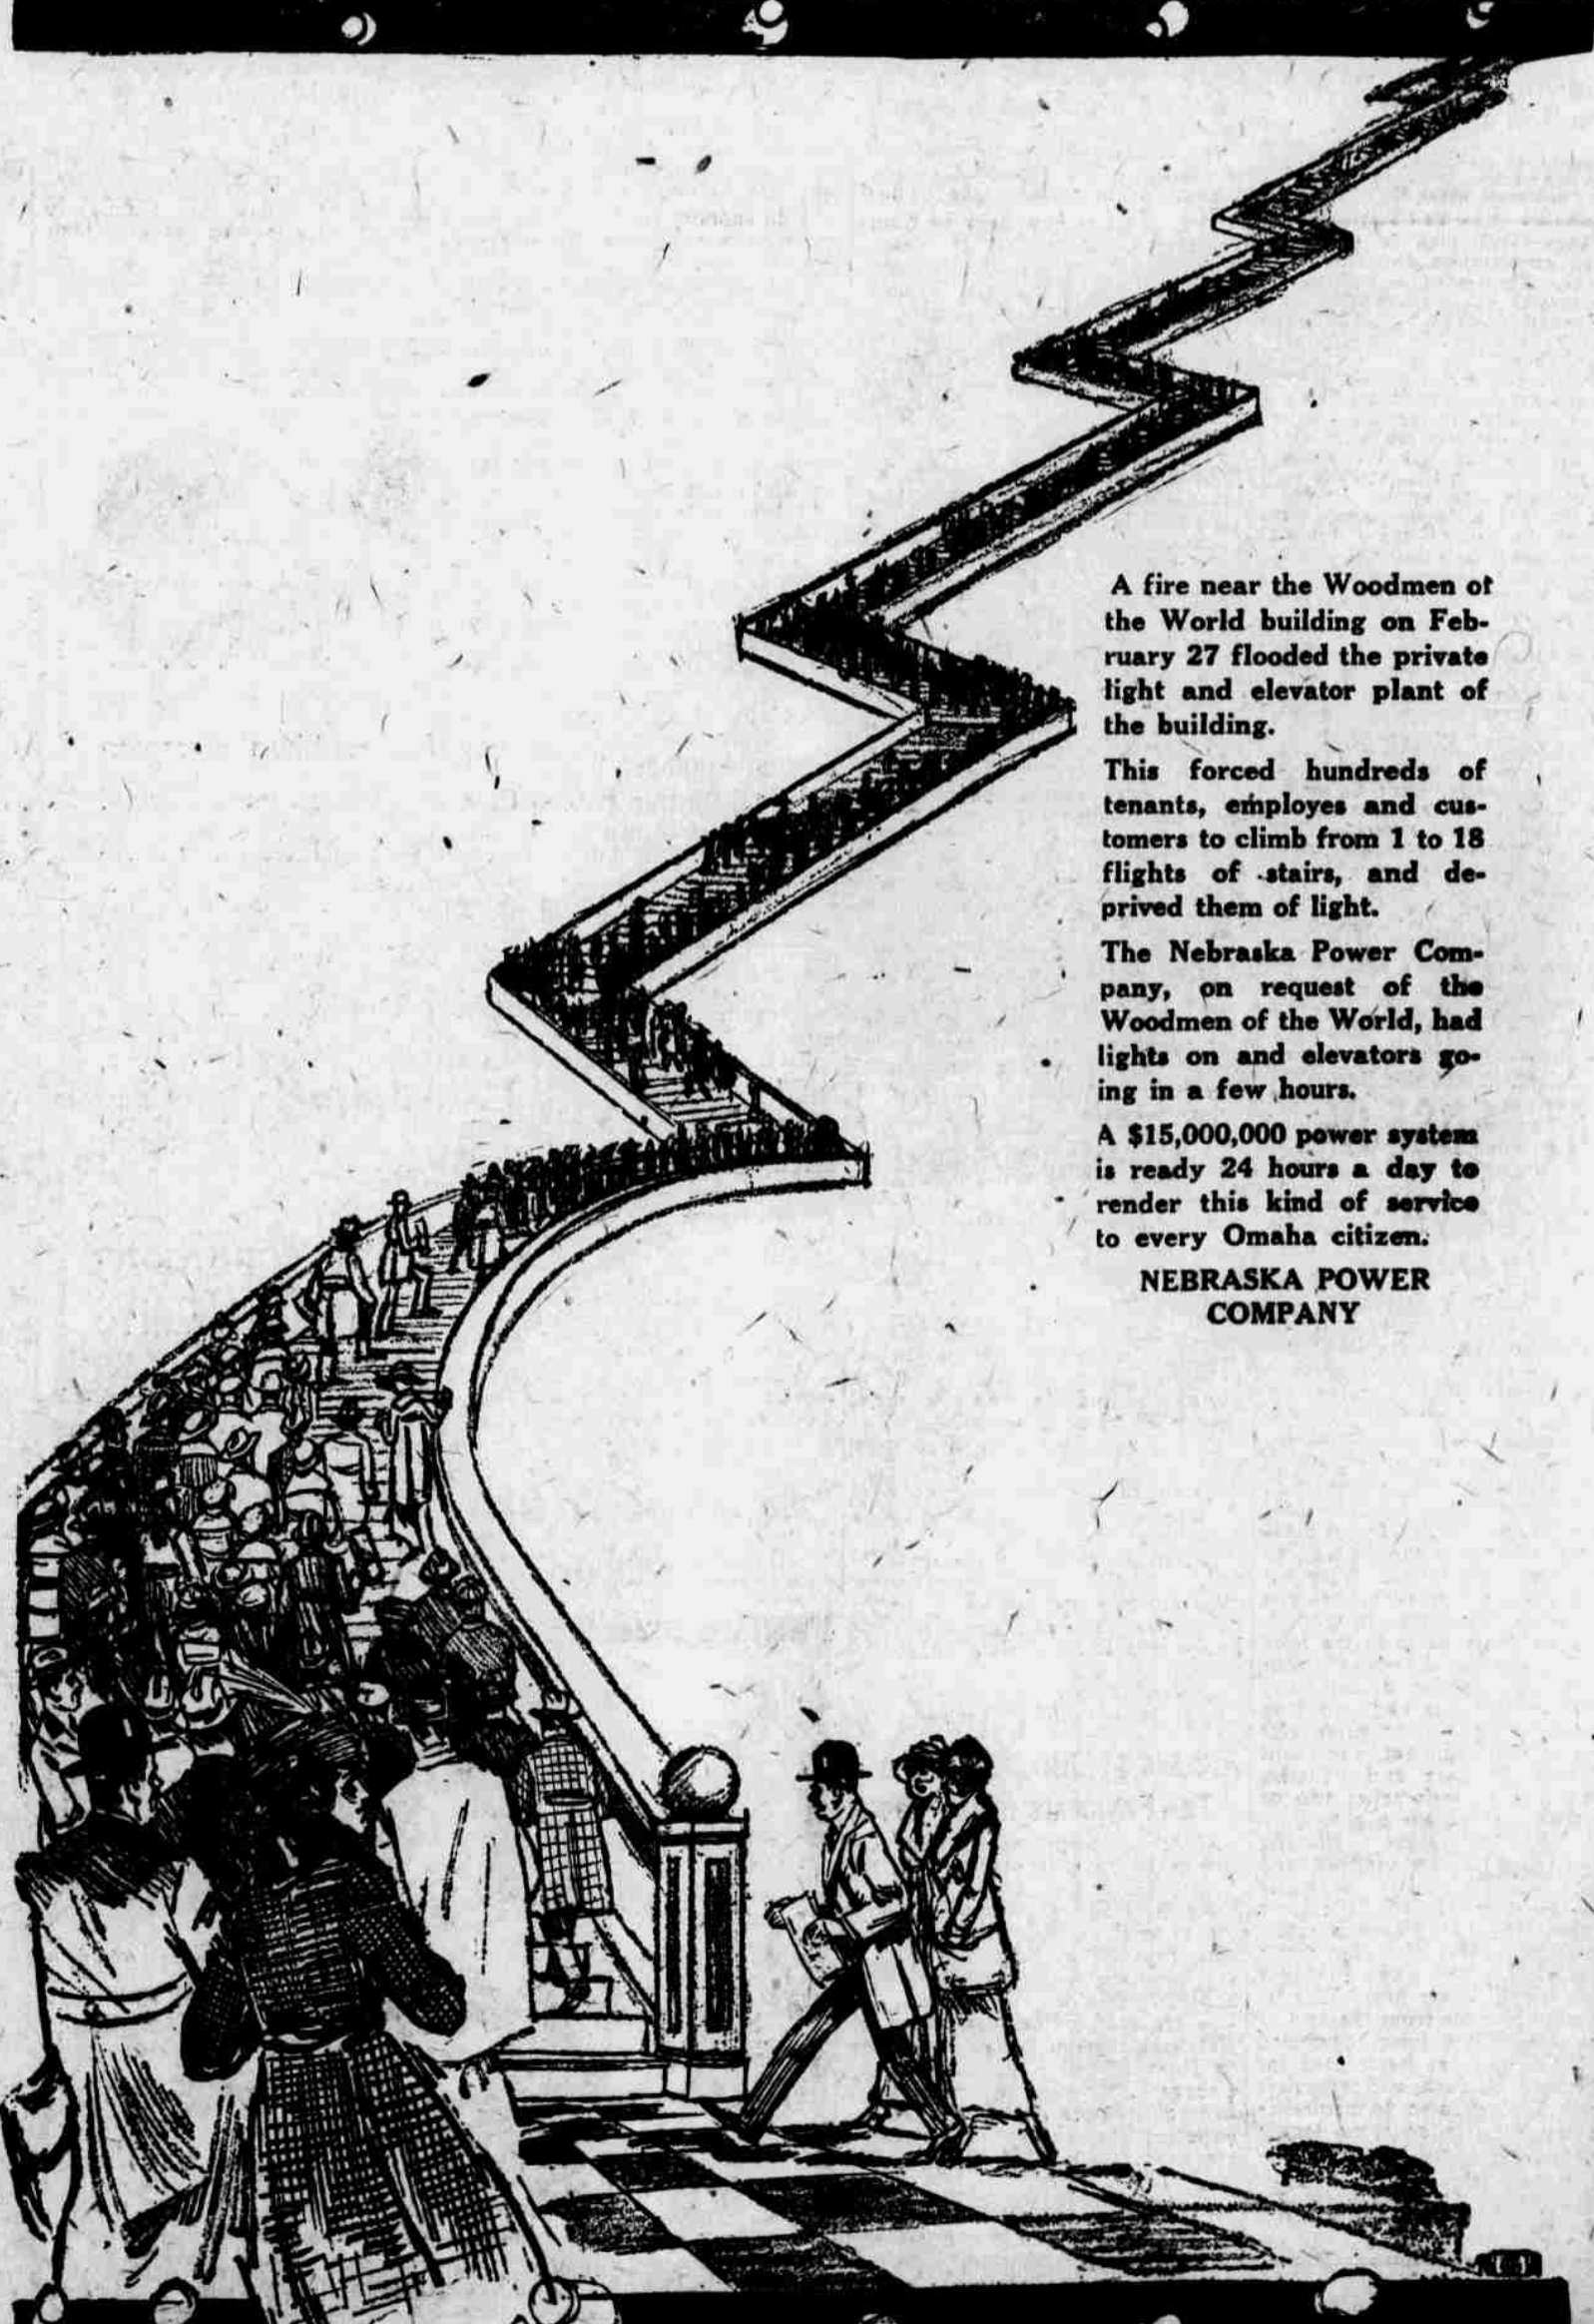 A fire near the Woodmen of
the World building on Feb-
ruary 27 flooded the private
light and elevator plant of
the building.
This forced hundreds of
tenants, employes and cus-
tomers to climb from 1 to 18
flights of stairs, and de-
prived them of light.
The Nebraska Power Com-
pany, on request of the
Woodmen of the World, had
lights on and elevators go-
ing in a few hours.
A $15,000,000 power system
is ready 24 hours a day to
render this kind of service
to every Omaha citizen.
NEBRASKA POWER
COMPANY